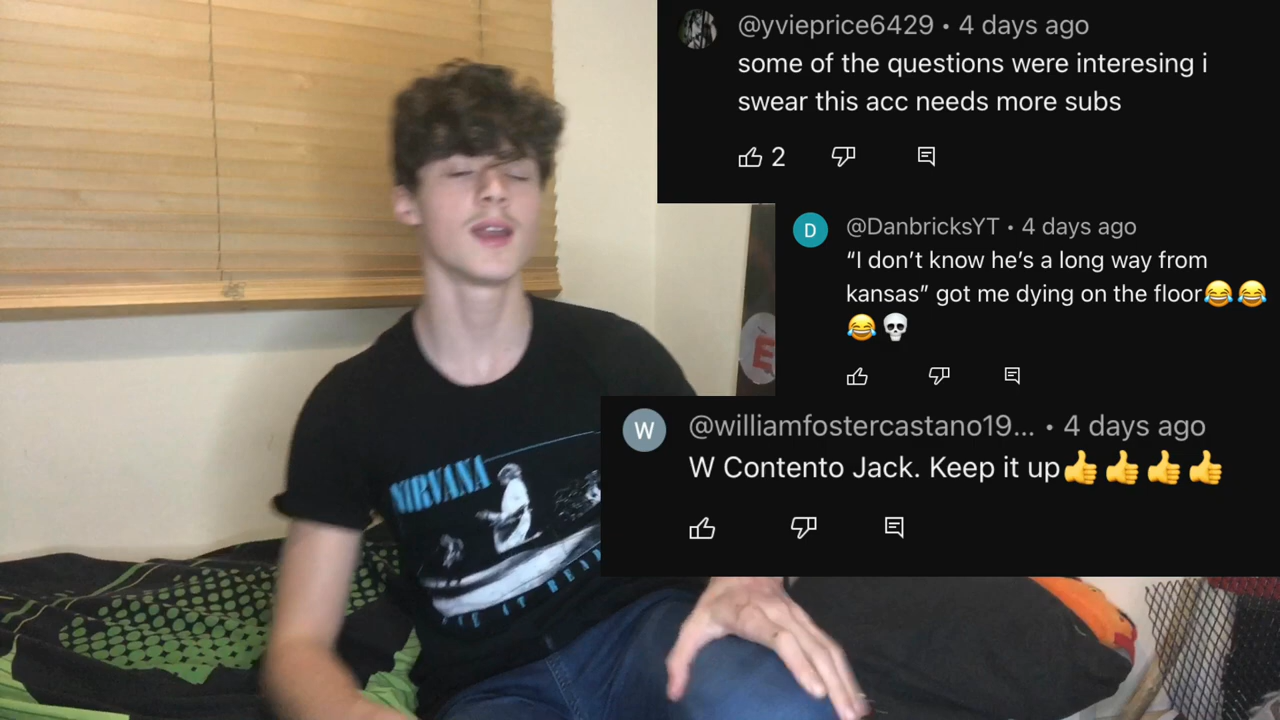 @yvieprice6429 • 4 days ago
some of the questions were interesing i
swear this acc needs more subs
2
D
@DanbricksYT • 4 days ago
“I don’t know he’s a long way from
kansas” got me dying on the floor😂😂
😂💀
W
@williamfostercastano19... • 4 days ago
W Contento Jack. Keep it up👍👍👍👍
NIRVANA